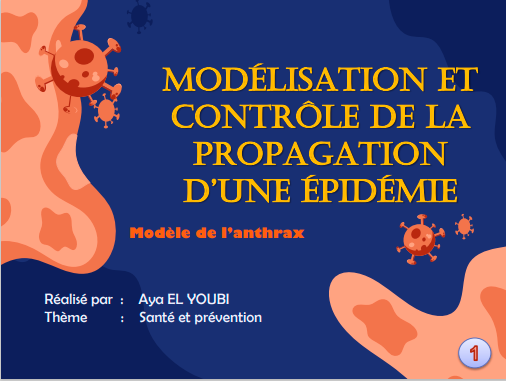 MODÉLISATION ET
CONTRÔLE DE LA
PROPAGATION
D'UNE ÉPIDÉMIE
Modèle de l'anthrax
Réalisé par : Aya EL YOUBI
Thème : Santé et prévention
1